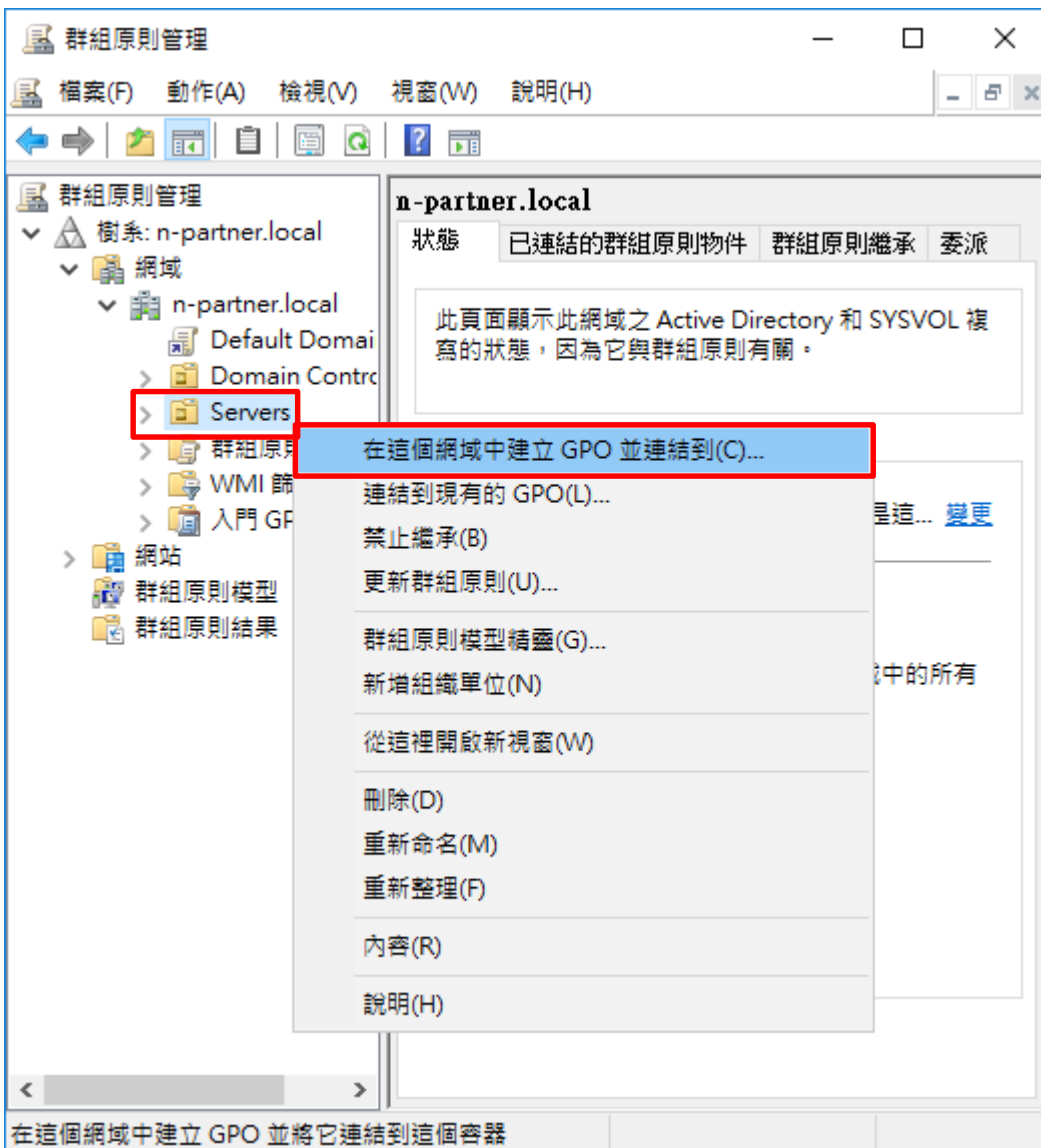 群組原則管理
檔案(F) 動作(A) 檢視(V) 視窗(W) 說明(H)
群組原則管理
樹系: n-partner.local
網域
n-partner.local
Default Domai
Domain Contro
Servers
群組原則
WMI 篩
入門 GP
網站
群組原則模型
群組原則結果
n-partner.local
狀態 已連結的群組原則物件 群組原則繼承 委派
此頁面顯示此網域之 Active Directory 和 SYSVOL 複
寫的狀態，因為它與群組原則有關。
是這... 變更
中的所有
在這個網域中建立 GPO 並連結到(C)...
連結到現有的 GPO(L)...
禁止繼承(B)
更新群組原則(U)...
群組原則模型精靈(G)...
新增組織單位(N)
從這裡開啟新視窗(W)
刪除(D)
重新命名(M)
重新整理(F)
內容(R)
說明(H)
在這個網域中建立 GPO 並將它連結到這個容器